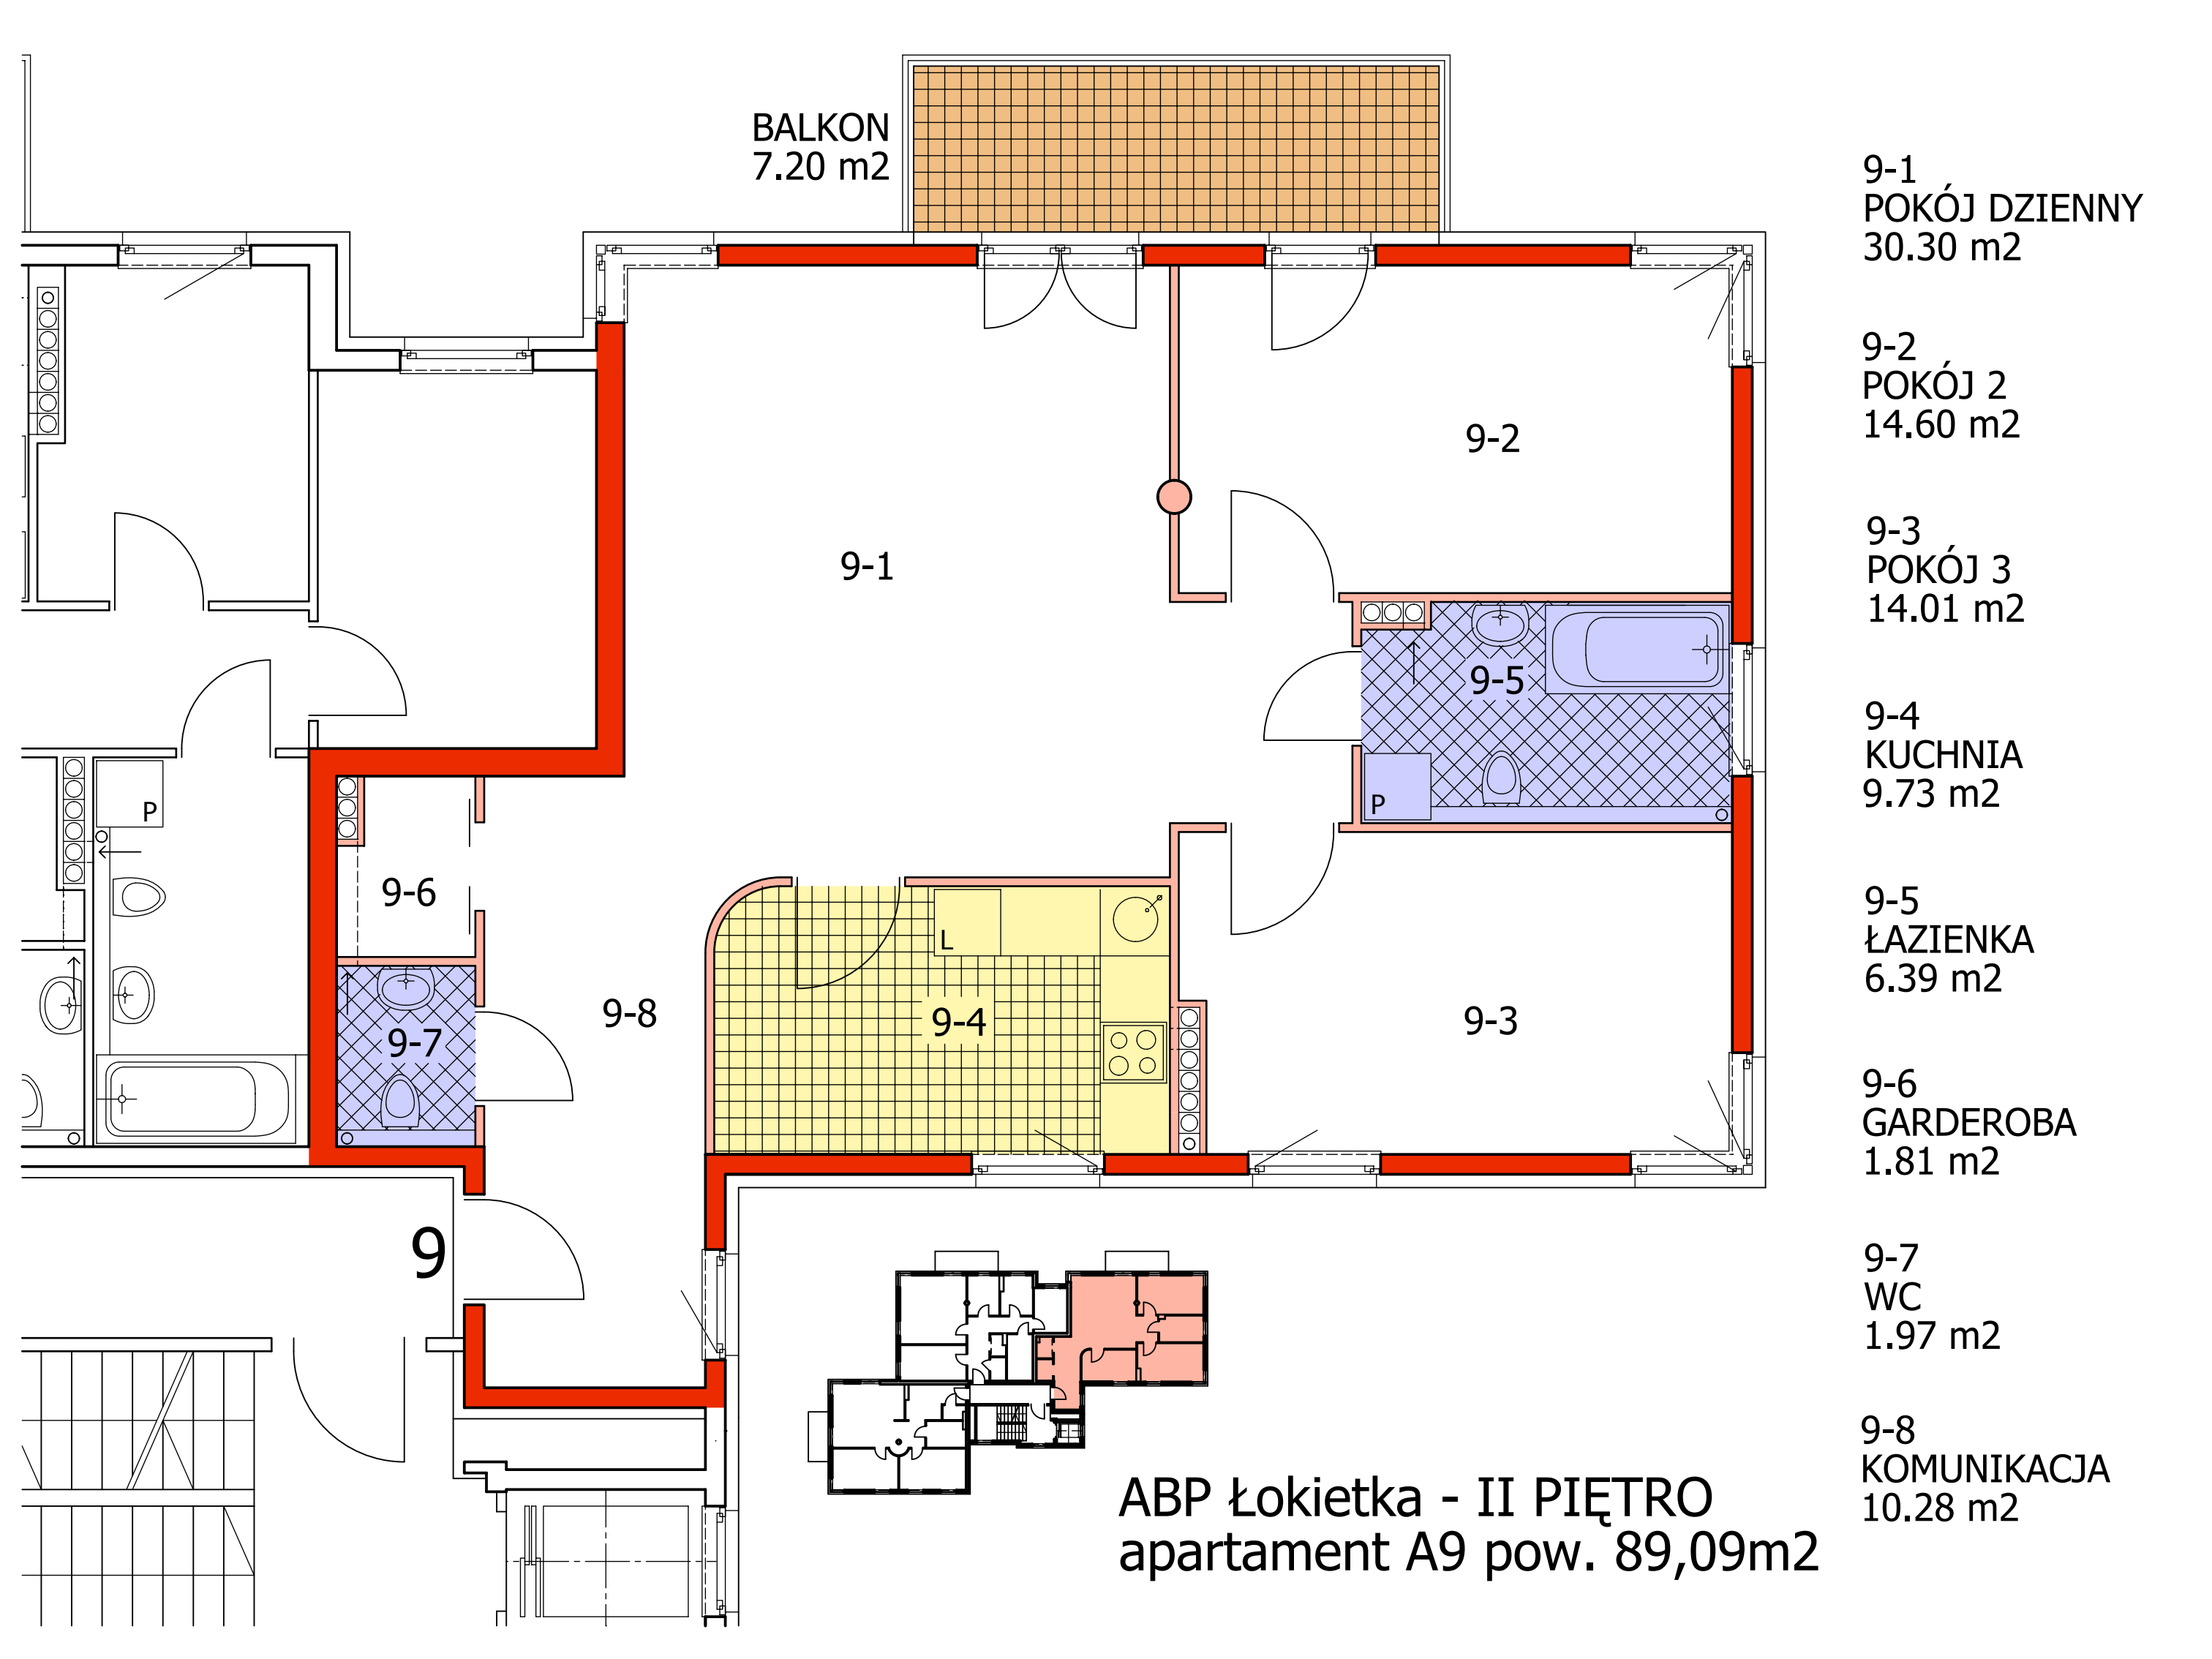 BALKON
7.20 m2
9-1
POKÓJ DZIENNY
30.30 m2
9-2
POKÓJ 2
14.60 m2
9-3
POKÓJ 3
14.01 m2
9-4
KUCHNIA
9.73 m2
9-5
ŁAZIENKA
6.39 m2
9-6
GARDEROBA
1.81 m2
9-7
WC
1.97 m2
9-8
KOMUNIKACJA
10.28 m2
9-2
9-1
9-5
P
P
9-6
L
9-8
9-4
9-3
9-7
9
ABP Łokietka - II PIĘTRO
apartament A9 pow. 89,09m2